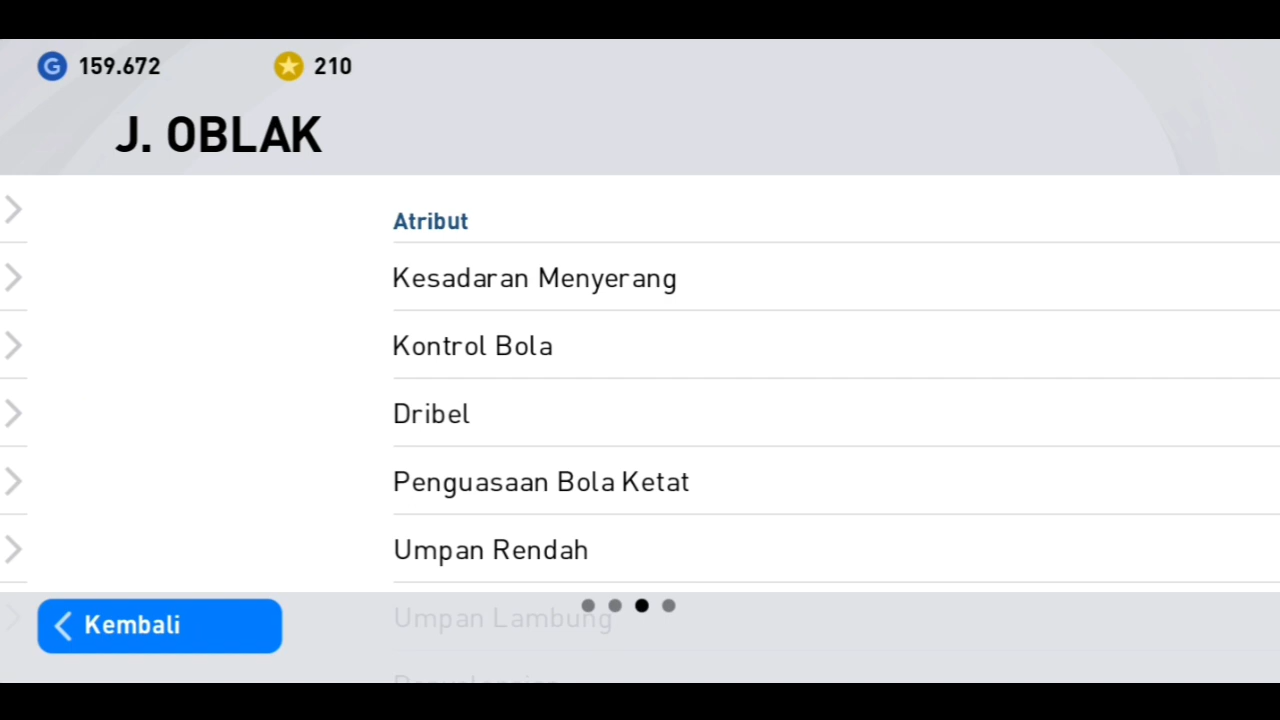 G 159.672 210
J. OBLAK
Atribut
Kesadaran Menyerang
Kontrol Bola
Dribel
Penguasaan Bola Ketat
Umpan Rendah
Umpan Lambung
Kembali